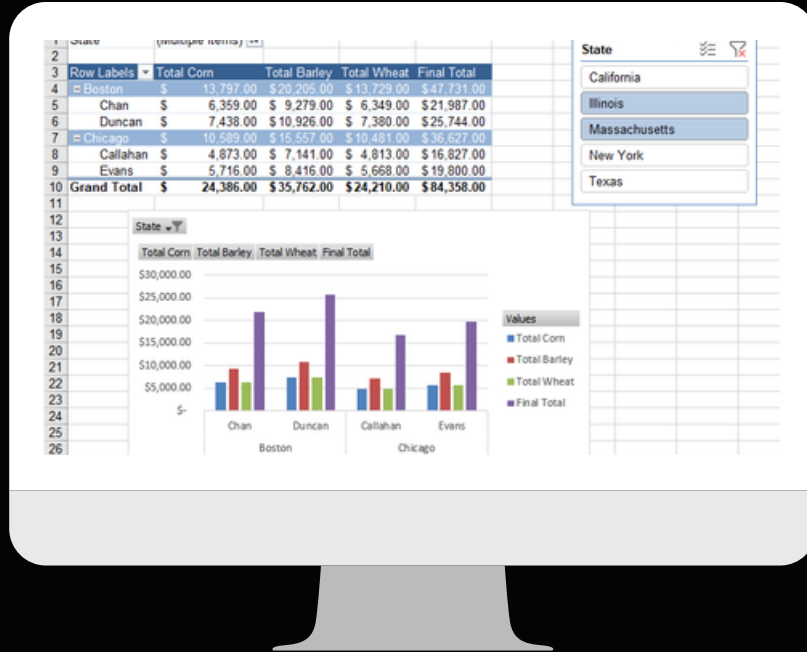 1 State (Multiple Items)
2
3 Row Labels Total Corn Total Barley Total Wheat Final Total
4 Boston $ 13,797.00 $20,205.00 $13,729.00 $47,731.00
5 Chan $ 6,359.00 $ 9,279.00 $ 6,349.00 $21,987.00
6 Duncan $ 7,438.00 $10,926.00 $ 7,380.00 $25,744.00
7 Chicago $ 10,589.00 $15,557.00 $10,481.00 $36,627.00
8 Callahan $ 4,873.00 $ 7,141.00 $ 4,813.00 $16,827.00
9 Evans $ 5,716.00 $ 8,416.00 $ 5,668.00 $19,800.00
10 Grand Total $ 24,386.00 $35,762.00 $24,210.00 $84,358.00
11
12
13
14
15
16
17
18
19
20
21
22
23
24
25
26
State
California
Illinois
Massachusetts
New York
Texas
State
Total Corn Total Barley Total Wheat Final Total
$30,000.00
$25,000.00
$20,000.00
$15,000.00
$10,000.00
$5,000.00
$-
Chan Duncan Callahan Evans
Boston Chicago
Values
Total Corn
Total Barley
Total Wheat
Final Total